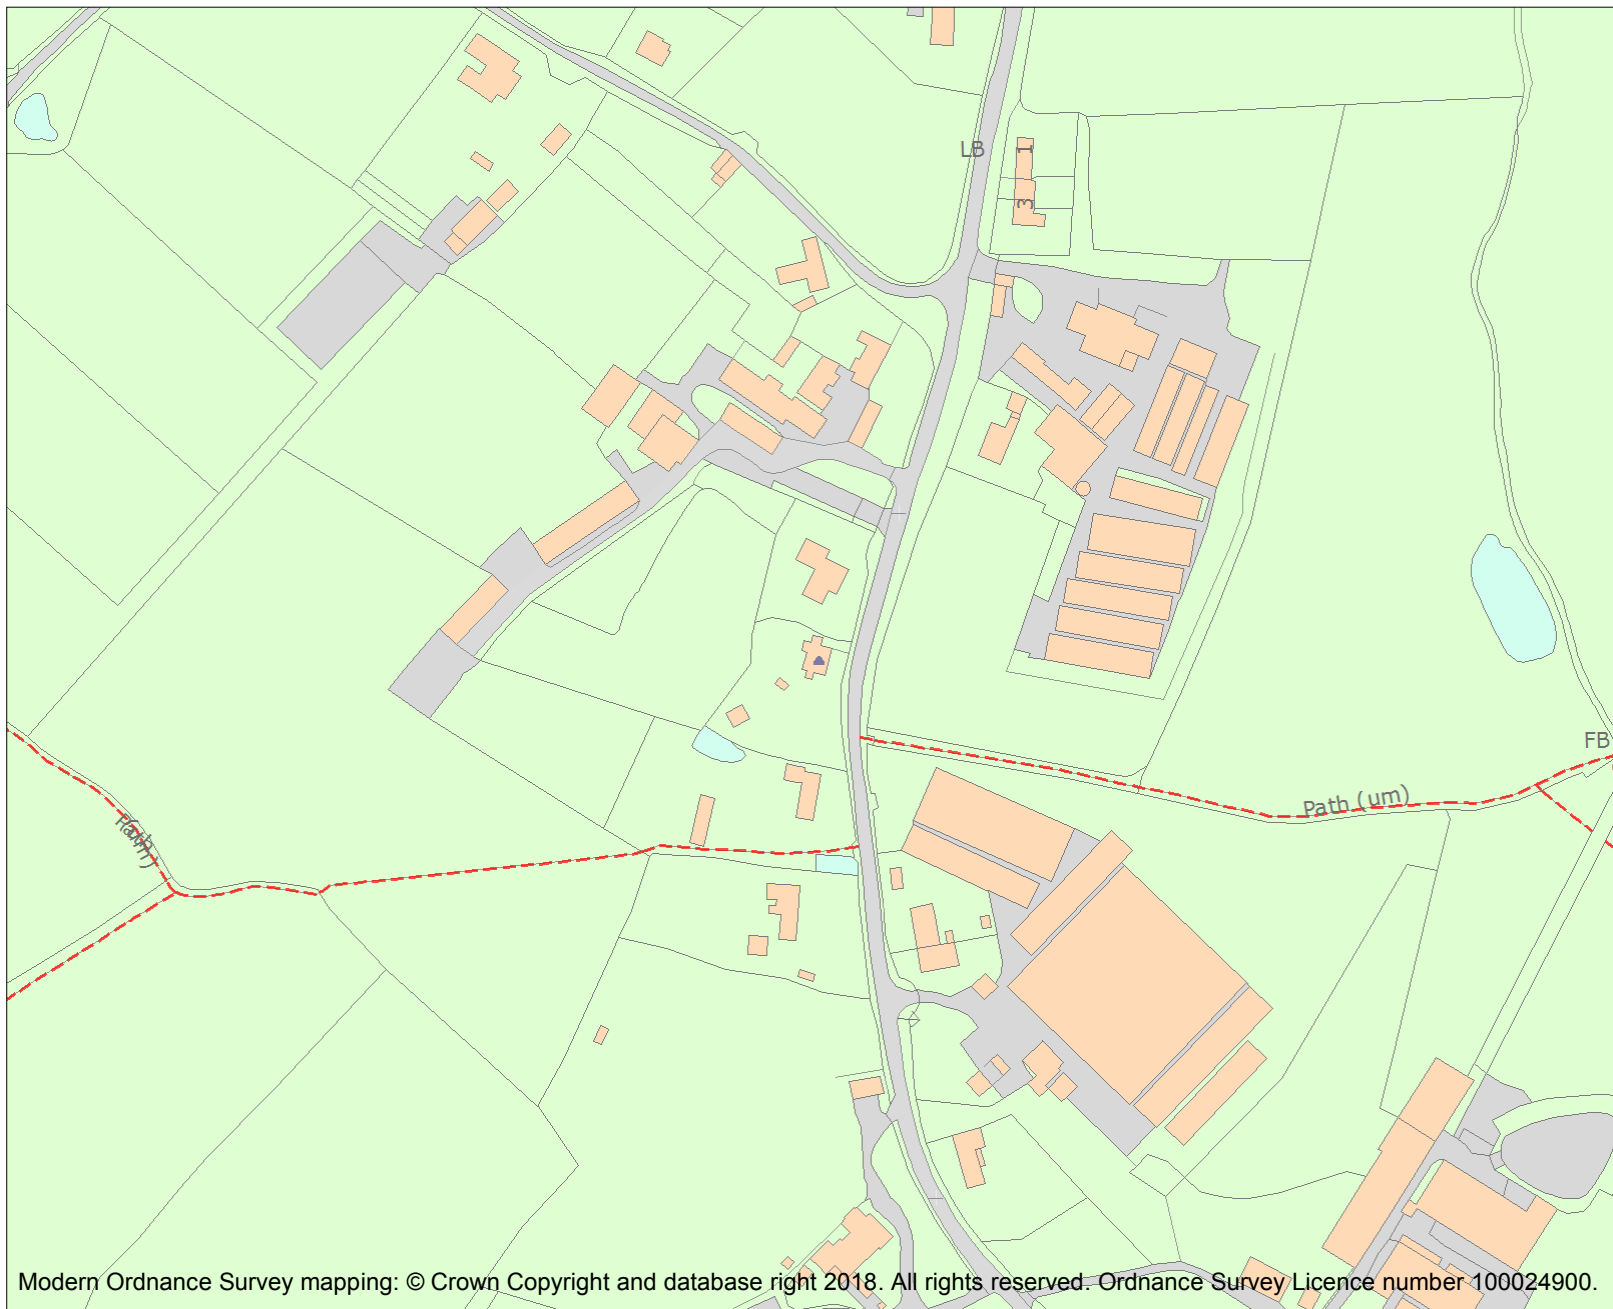 LB
1
3
FB
Path (um)
Path
(um)
Modern Ordnance Survey mapping: © Crown Copyright and database right 2018. All rights reserved. Ordnance Survey Licence number 100024900.